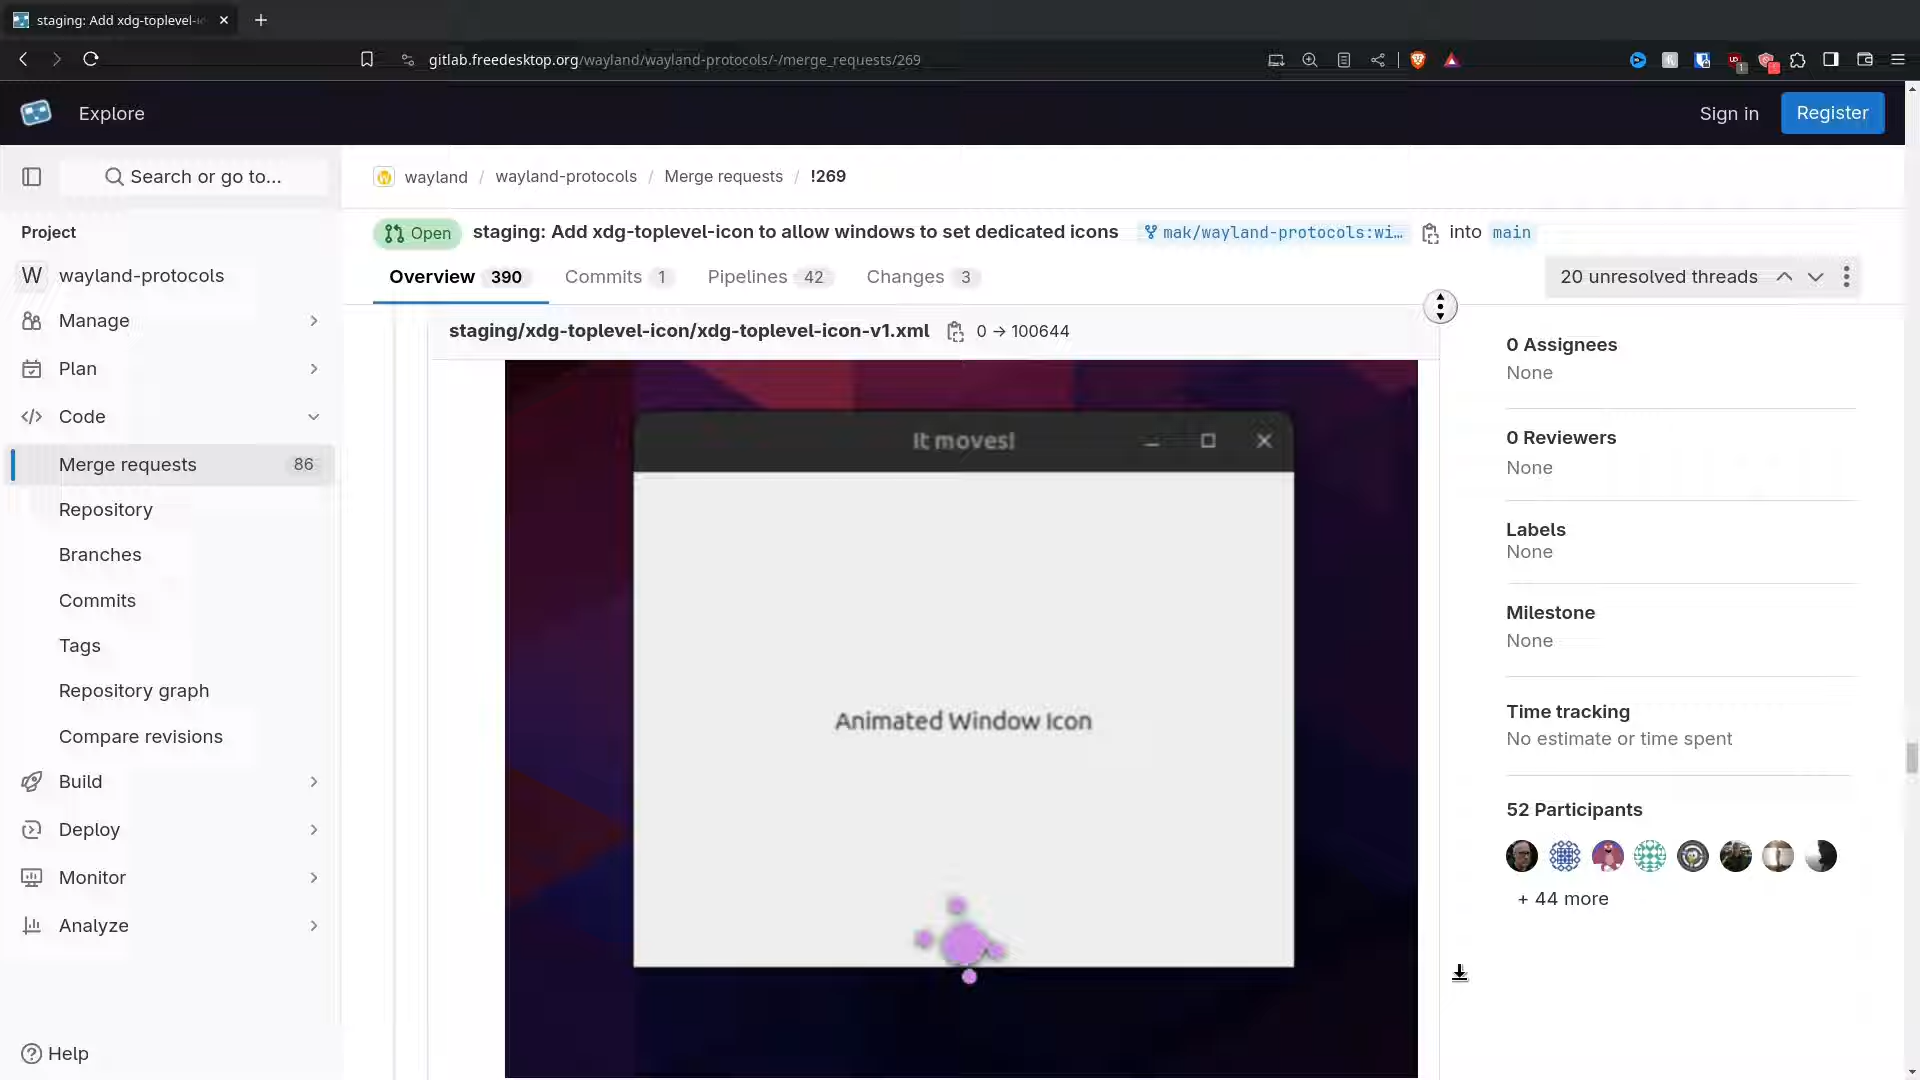 staging: Add xdg-toplevel-i
gitlab.freedesktop.org/wayland/wayland-protocols/-/merge_requests/269
Explore
Sign in
Register
Search or go to...
wayland / wayland-protocols / Merge requests / !269
Project
Open
staging: Add xdg-toplevel-icon to allow windows to set dedicated icons
mak/wayland-protocols:wi… into main
W wayland-protocols
Overview 390
Commits 1
Pipelines 42
Changes 3
20 unresolved threads
Manage
Plan
Code
Merge requests 86
Repository
Branches
Commits
Tags
Repository graph
Compare revisions
Build
Deploy
Monitor
Analyze
Help
staging/xdg-toplevel-icon/xdg-toplevel-icon-v1.xml 0 → 100644
It moves!
Animated Window Icon
0 Assignees
None
0 Reviewers
None
Labels
None
Milestone
None
Time tracking
No estimate or time spent
52 Participants
+ 44 more